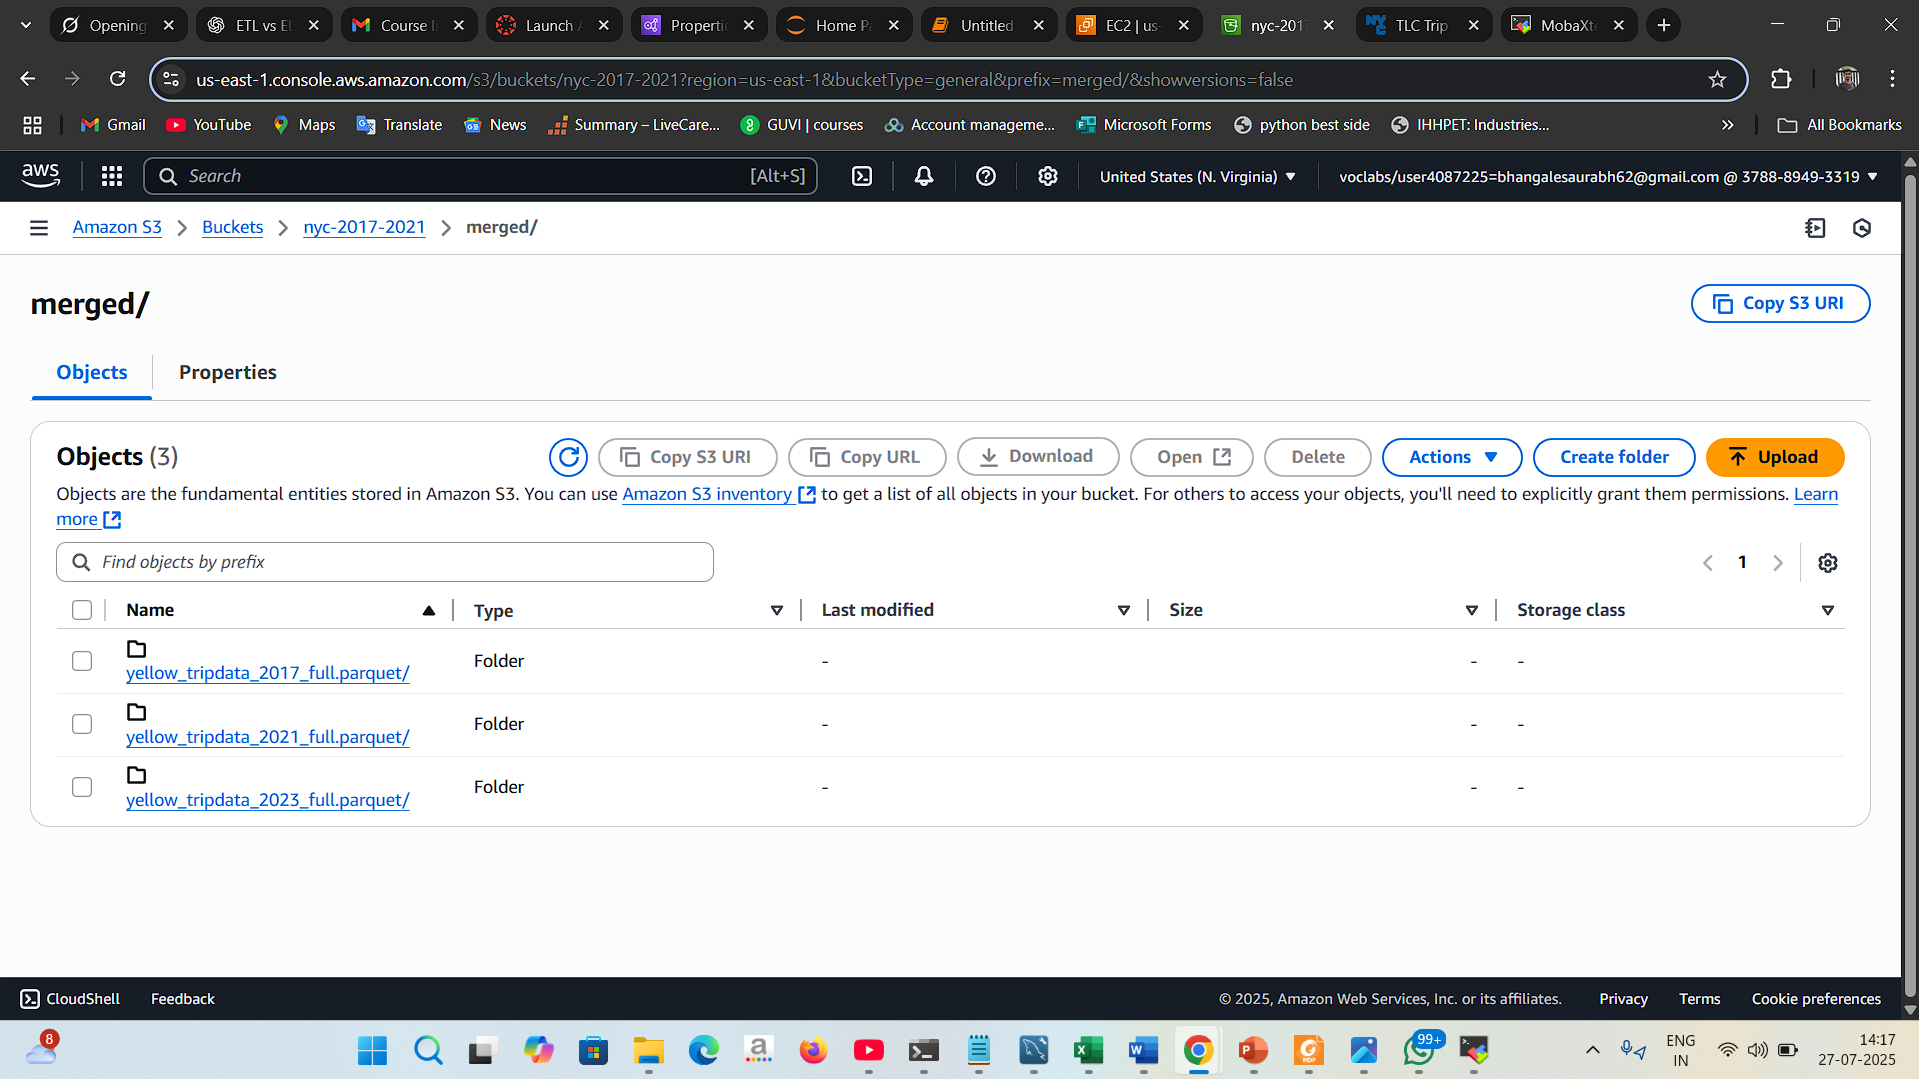 Opening
ETL vs El
Course I
Launch A
Properti
Home Pa
Untitled
EC2 | us-
nyc-2017
TLC Trip
MobaXte
us-east-1.console.aws.amazon.com/s3/buckets/nyc-2017-2021?region=us-east-1&bucketType=general&prefix=merged/&showversions=false
Gmail
YouTube
Maps
Translate
News
Summary – LiveCare...
GUVI | courses
Account manageme...
Microsoft Forms
python best side
IHHPET: Industries...
All Bookmarks
aws
Search
[Alt+S]
United States (N. Virginia)
voclabs/user4087225=bhangalesaurabh62@gmail.com @ 3788-8949-3319
Amazon S3
Buckets
nyc-2017-2021
merged/
merged/
Copy S3 URI
Objects
Properties
Objects (3)
Copy S3 URI
Copy URL
Download
Open
Delete
Actions
Create folder
Upload
Objects are the fundamental entities stored in Amazon S3. You can use Amazon S3 inventory to get a list of all objects in your bucket. For others to access your objects, you'll need to explicitly grant them permissions. Learn
more
Find objects by prefix
1
Name Type Last modified Size Storage class
yellow_tripdata_2017_full.parquet/ Folder - - -
yellow_tripdata_2021_full.parquet/ Folder - - -
yellow_tripdata_2023_full.parquet/ Folder - - -
CloudShell
Feedback
© 2025, Amazon Web Services, Inc. or its affiliates.
Privacy
Terms
Cookie preferences
8
99+
ENG
IN
14:17
27-07-2025